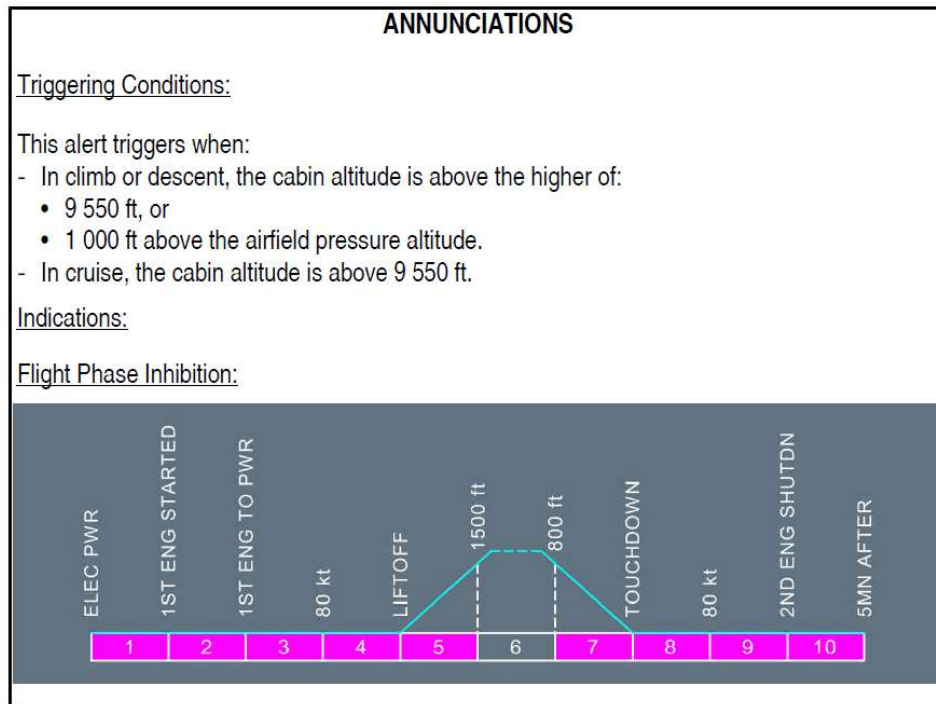 ANNUNCIATIONS
Triggering Conditions:
This alert triggers when:
- In climb or descent, the cabin altitude is above the higher of:
• 9 550 ft, or
• 1 000 ft above the airfield pressure altitude.
- In cruise, the cabin altitude is above 9 550 ft.
Indications:
Flight Phase Inhibition:
ELEC PWR
1ST ENG STARTED
1ST ENG TO PWR
80 kt
LIFTOFF
1500 ft
800 ft
TOUCHDOWN
80 kt
2ND ENG SHUTDN
5MN AFTER
1 2 3 4 5 6 7 8 9 10